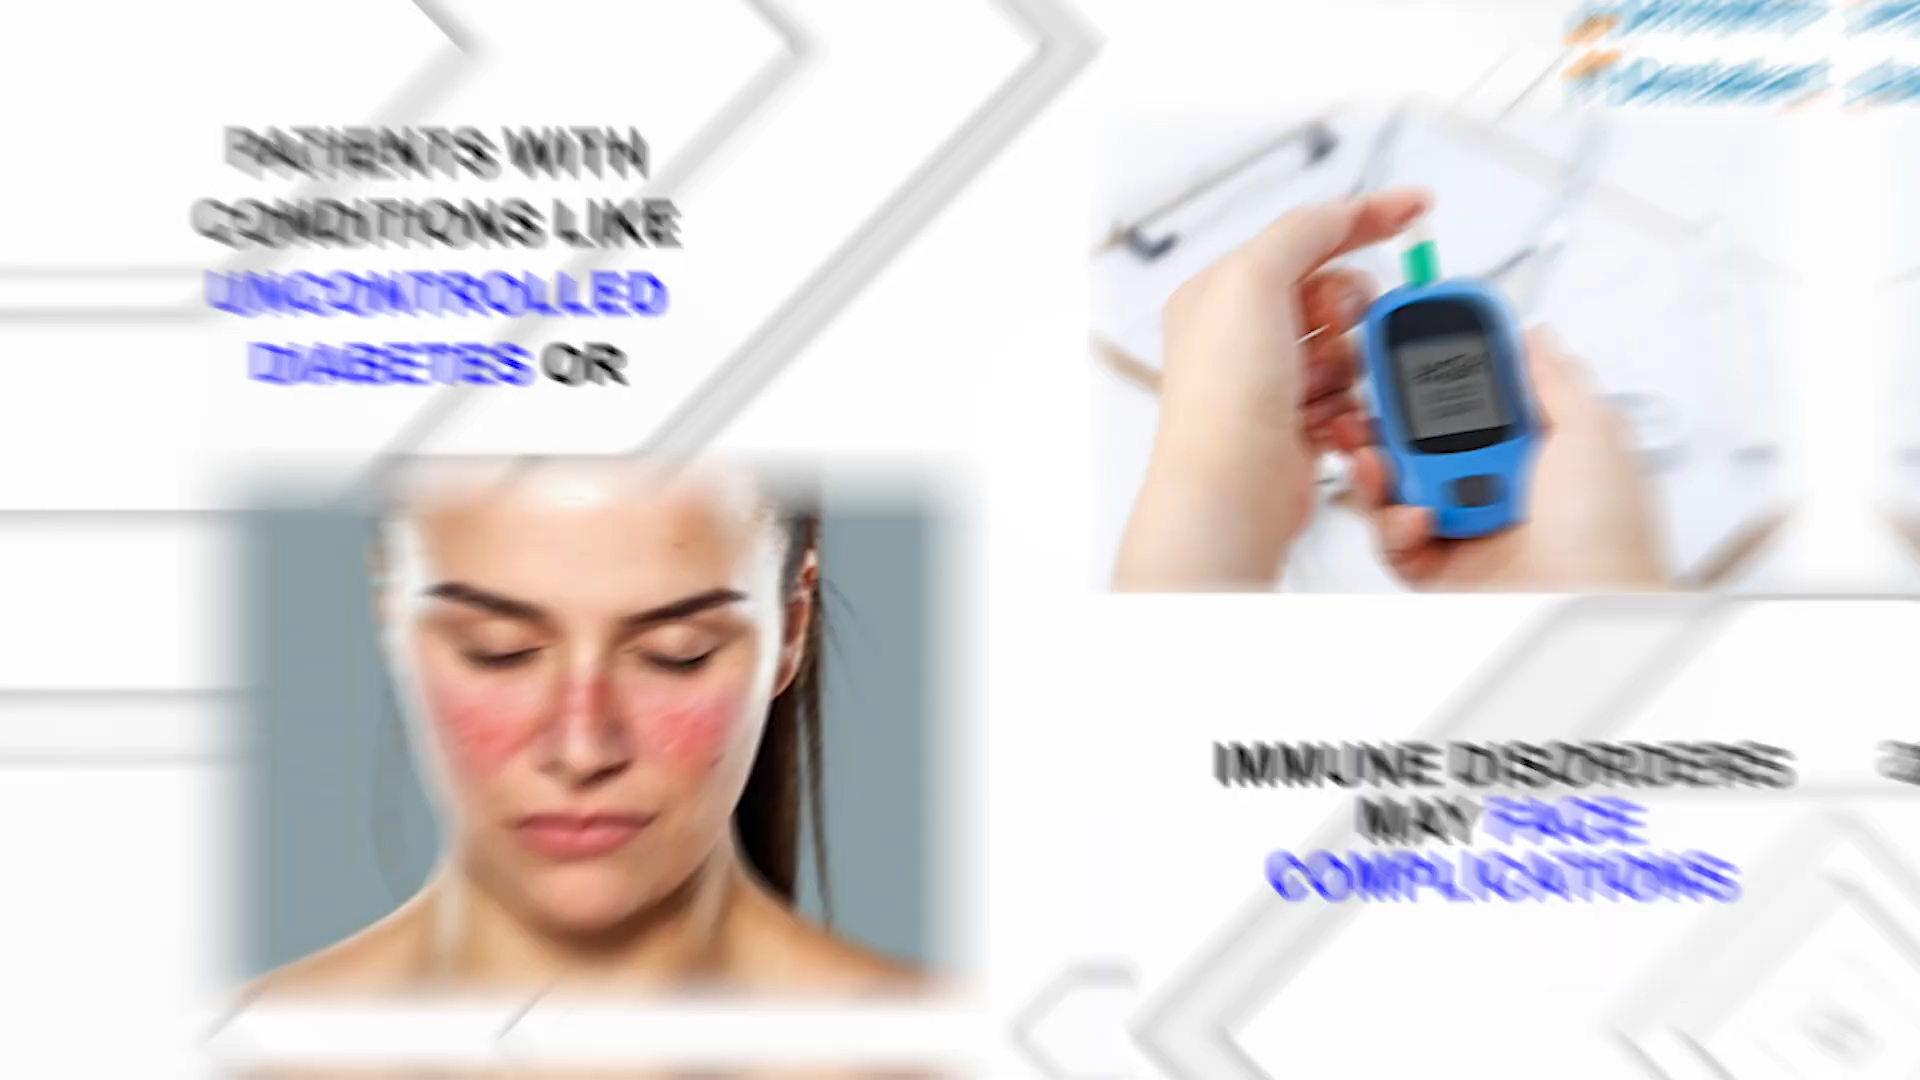 PATIENTS WITH
CONDITIONS LIKE
UNCONTROLLED
DIABETES OR
IMMUNE DISORDERS
MAY FACE
COMPLICATIONS